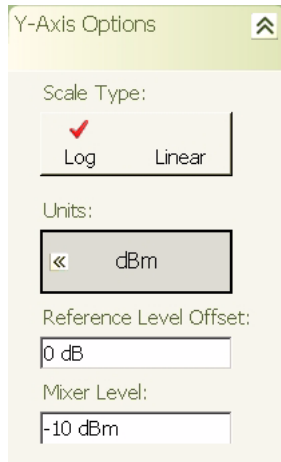 Y-Axis Options
Scale Type:
Log Linear
Units:
dBm
Reference Level Offset:
0 dB
Mixer Level:
-10 dBm